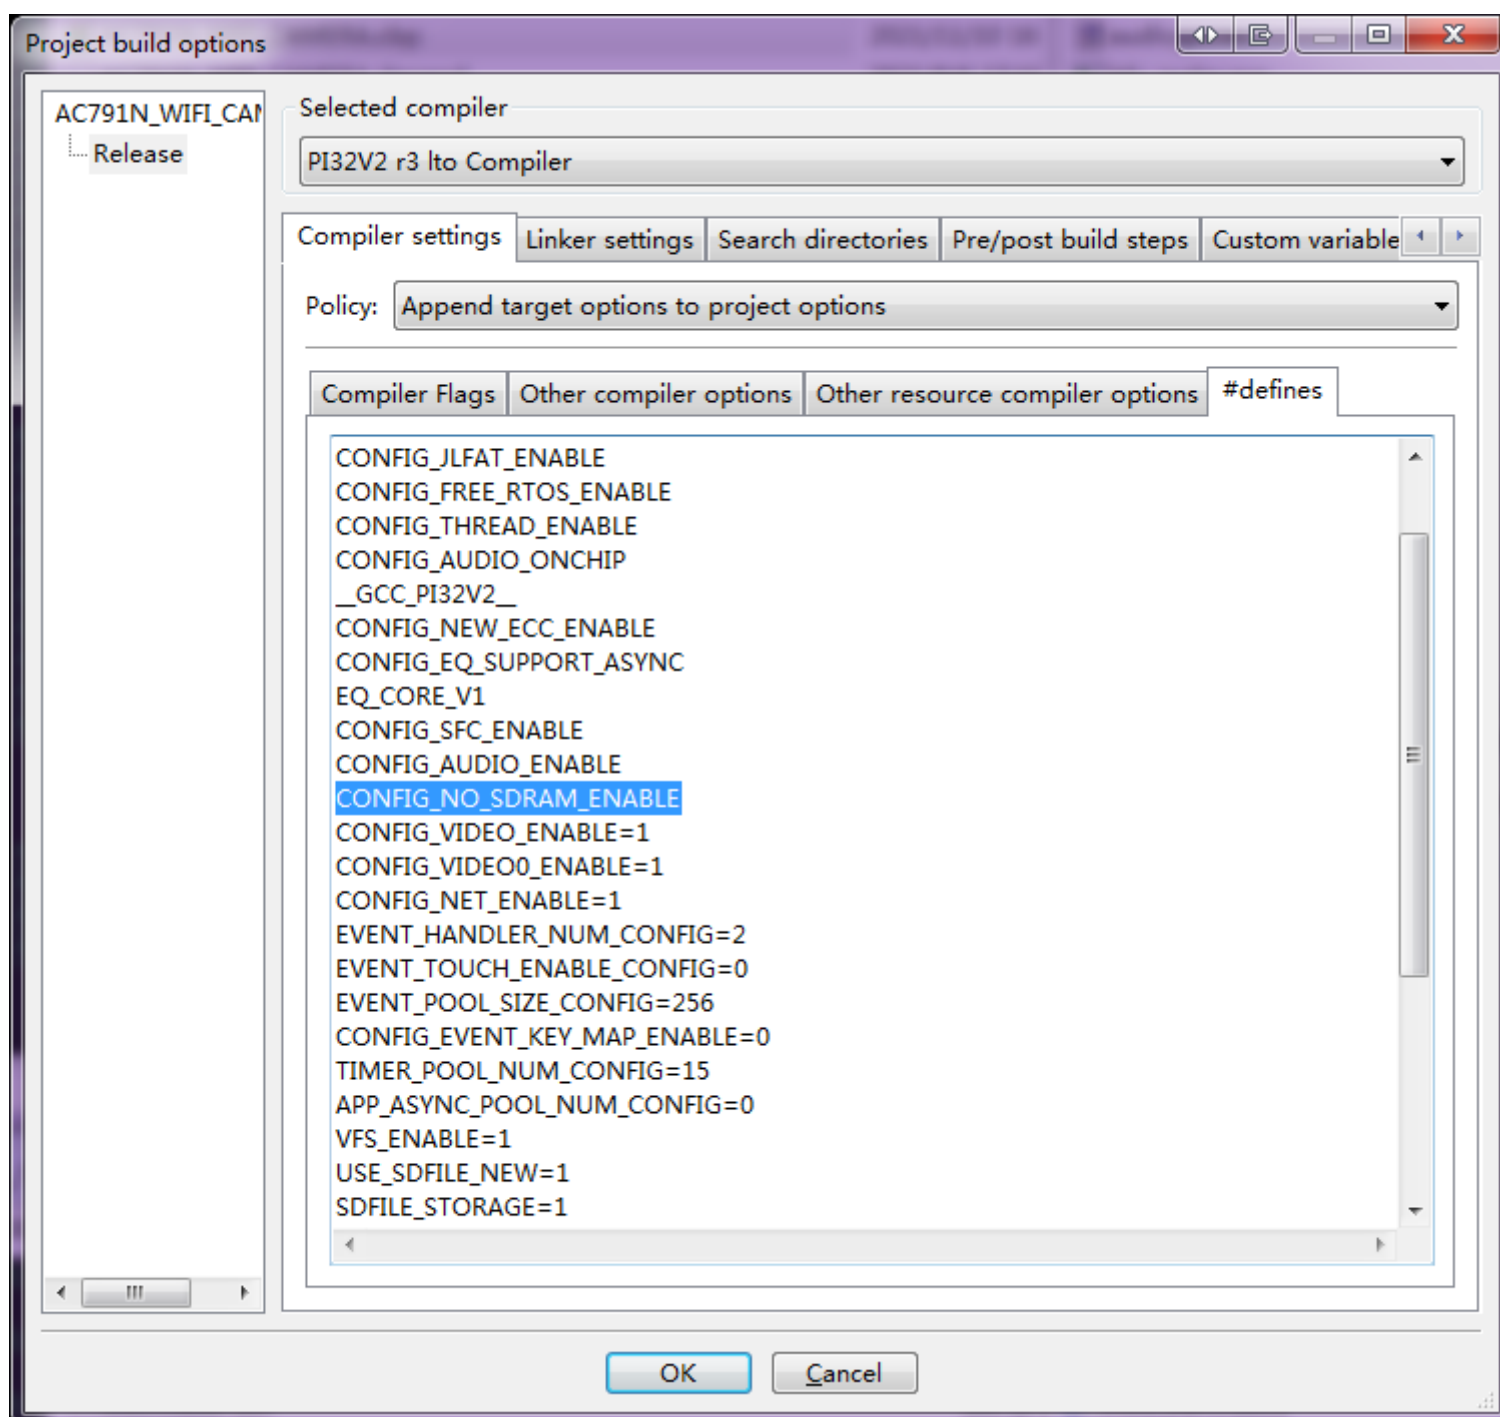 Project build options
AC791N_WIFI_CAM
Release
Selected compiler
PI32V2 r3 lto Compiler
Compiler settings
Linker settings
Search directories
Pre/post build steps
Custom variable
Policy:
Append target options to project options
Compiler Flags
Other compiler options
Other resource compiler options
#defines
CONFIG_JLFAT_ENABLE
CONFIG_FREE_RTOS_ENABLE
CONFIG_THREAD_ENABLE
CONFIG_AUDIO_ONCHIP
__GCC_PI32V2__
CONFIG_NEW_ECC_ENABLE
CONFIG_EQ_SUPPORT_ASYNC
EQ_CORE_V1
CONFIG_SFC_ENABLE
CONFIG_AUDIO_ENABLE
CONFIG_NO_SDRAM_ENABLE
CONFIG_VIDEO_ENABLE=1
CONFIG_VIDEO0_ENABLE=1
CONFIG_NET_ENABLE=1
EVENT_HANDLER_NUM_CONFIG=2
EVENT_TOUCH_ENABLE_CONFIG=0
EVENT_POOL_SIZE_CONFIG=256
CONFIG_EVENT_KEY_MAP_ENABLE=0
TIMER_POOL_NUM_CONFIG=15
APP_ASYNC_POOL_NUM_CONFIG=0
VFS_ENABLE=1
USE_SDFILE_NEW=1
SDFILE_STORAGE=1
OK
Cancel